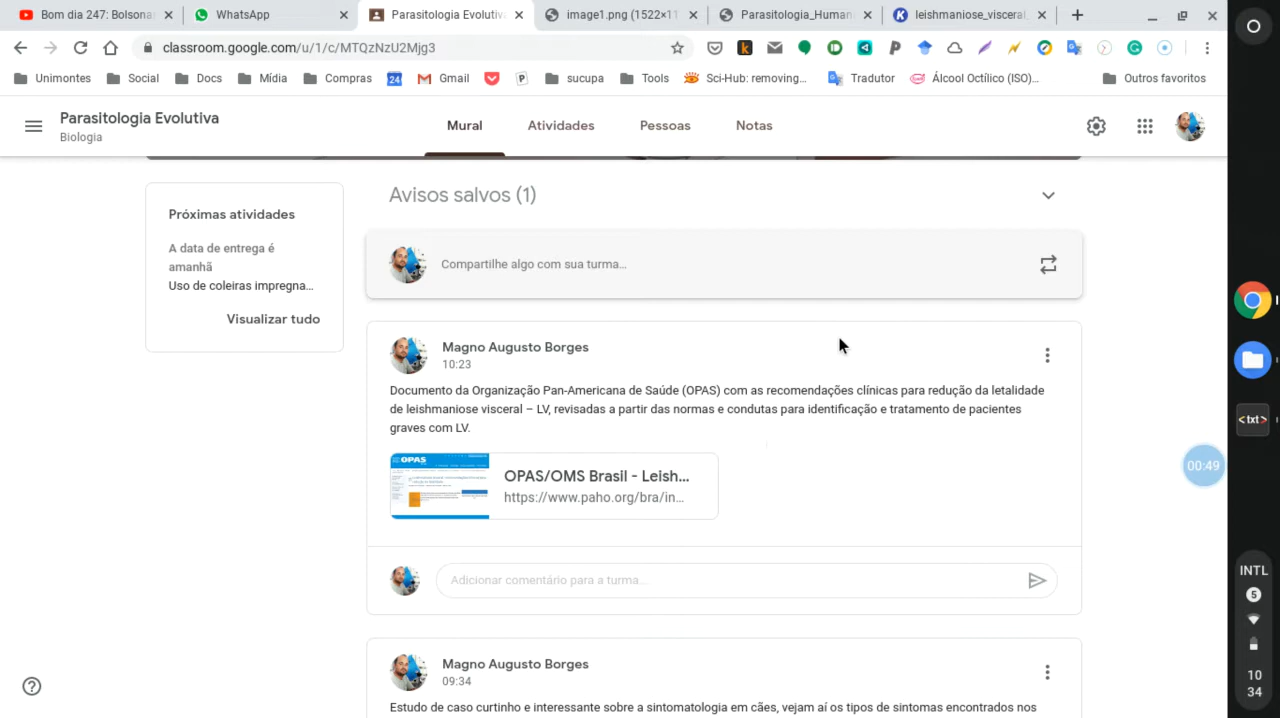 Bom dia 247: Bolsona
WhatsApp
Parasitologia Evolutiv
image1.png (1522×11
Parasitologia_Human
leishmaniose_visceral
classroom.google.com/u/1/c/MTQzNzU2Mjg3
Unimontes
Social
Docs
Mídia
Compras
24
Gmail
P
sucupa
Tools
Sci-Hub: removing...
Tradutor
Álcool Octílico (ISO)...
Outros favoritos
Parasitologia Evolutiva
Biologia
Mural
Atividades
Pessoas
Notas
Próximas atividades
A data de entrega é
amanhã
Uso de coleiras impregna...
Visualizar tudo
Avisos salvos (1)
Compartilhe algo com sua turma...
Magno Augusto Borges
10:23
Documento da Organização Pan-Americana de Saúde (OPAS) com as recomendações clínicas para redução da letalidade
de leishmaniose visceral – LV, revisadas a partir das normas e condutas para identificação e tratamento de pacientes
graves com LV.
OPAS
OPAS/OMS Brasil - Leish...
https://www.paho.org/bra/in...
Adicionar comentário para a turma...
Magno Augusto Borges
09:34
Estudo de caso curtinho e interessante sobre a sintomatologia em cães, vejam aí os tipos de sintomas encontrados nos
<txt>
00:49
INTL
5
10
34